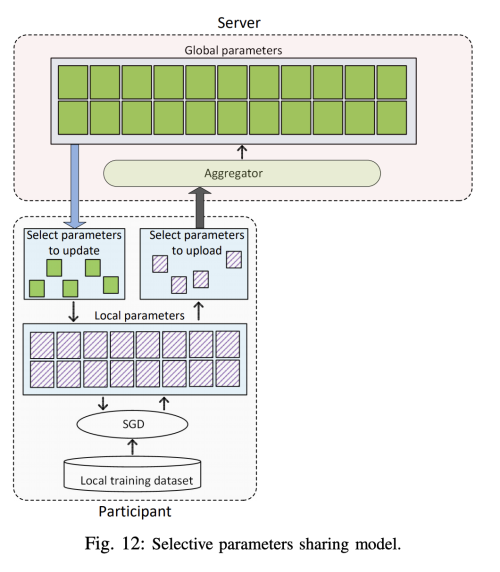 Server
Global parameters
Aggregator
Select parameters
to update
Select parameters
to upload
Local parameters
SGD
Local training dataset
Participant
Fig. 12: Selective parameters sharing model.